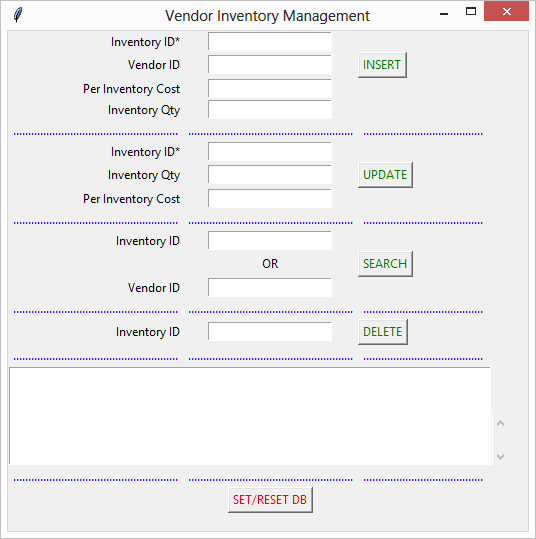 Vendor Inventory Management
Inventory ID*
Vendor ID INSERT
Per Inventory Cost
Inventory Qty
Inventory ID*
Inventory Qty UPDATE
Per Inventory Cost
Inventory ID
OR SEARCH
Vendor ID
Inventory ID DELETE
SET/RESET DB